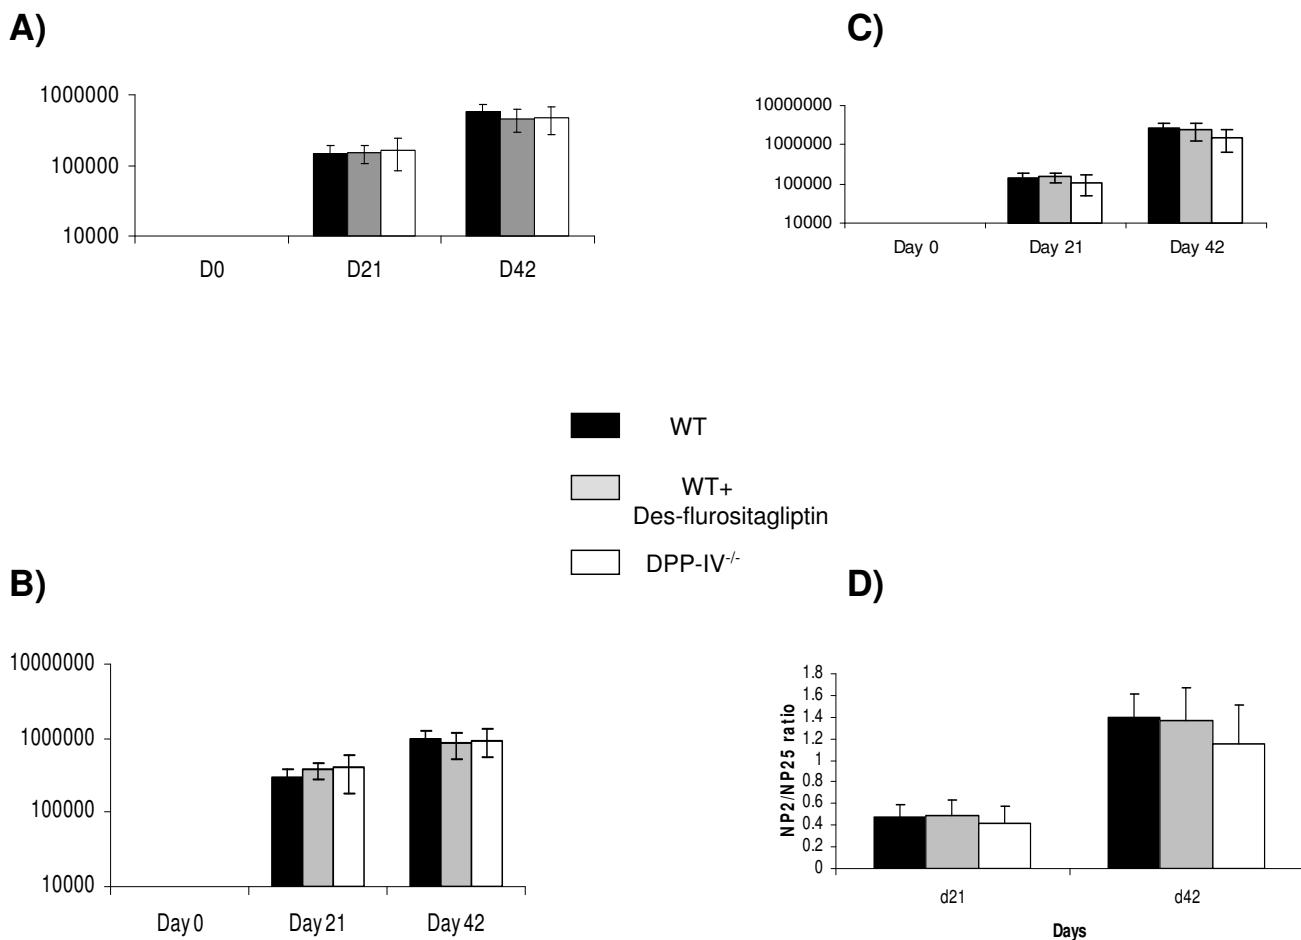 A)
1000000
100000
10000
D0 D21 D42
C)
10000000
1000000
100000
10000
Day 0 Day 21 Day 42
WT
WT+
Des-flurositagliptin
DPP-IV-/-
B)
10000000
1000000
100000
10000
Day 0 Day 21 Day 42
D)
NP2/NP25 ratio
1.8
1.6
1.4
1.2
1
0.8
0.6
0.4
0.2
0
d21 d42
Days